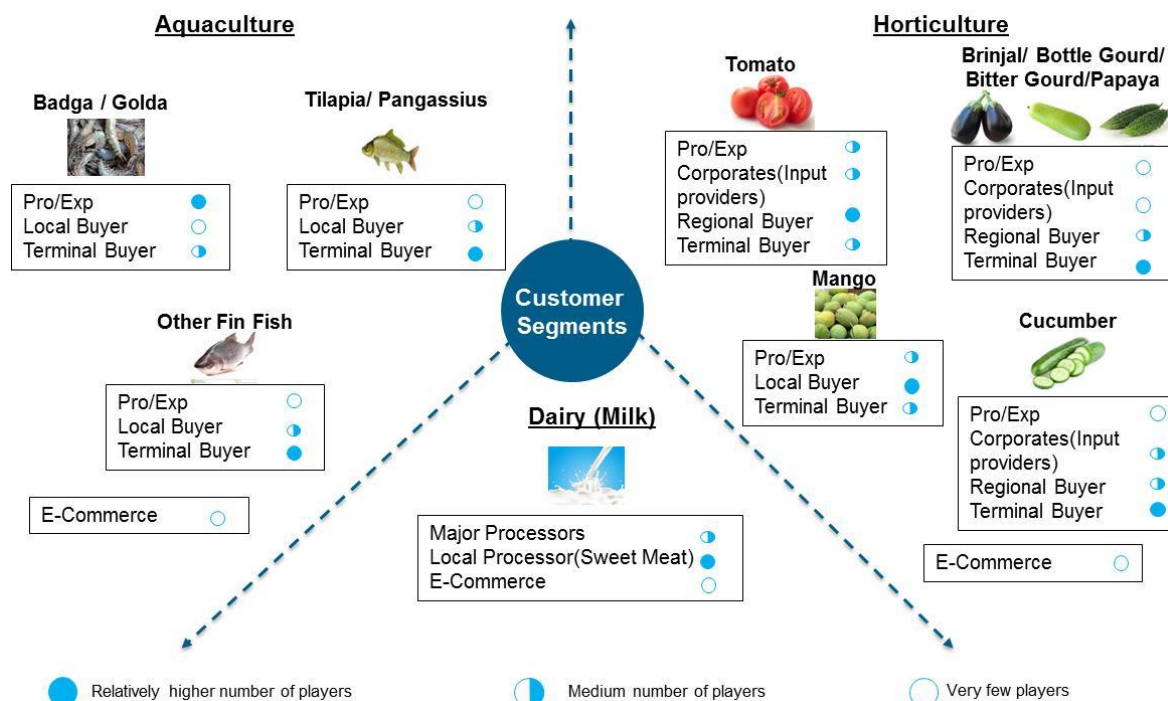 Aquaculture
Horticulture
Badga / Golda
Pro/Exp
Local Buyer
Terminal Buyer
Tilapia/ Pangassius
Pro/Exp
Local Buyer
Terminal Buyer
Other Fin Fish
Pro/Exp
Local Buyer
Terminal Buyer
E-Commerce
Customer
Segments
Dairy (Milk)
Major Processors
Local Processor(Sweet Meat)
E-Commerce
Tomato
Pro/Exp
Corporates(Input
providers)
Regional Buyer
Terminal Buyer
Brinjal/ Bottle Gourd/
Bitter Gourd/Papaya
Pro/Exp
Corporates(Input
providers)
Regional Buyer
Terminal Buyer
Mango
Pro/Exp
Local Buyer
Terminal Buyer
Cucumber
Pro/Exp
Corporates(Input
providers)
Regional Buyer
Terminal Buyer
E-Commerce
Relatively higher number of players
Medium number of players
Very few players